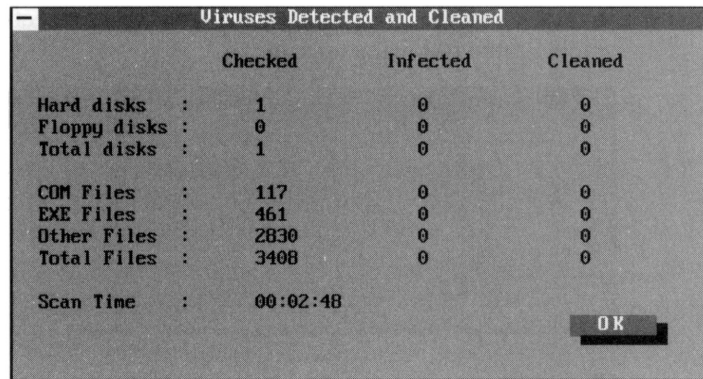 Viruses Detected and Cleaned
Checked Infected Cleaned
Hard disks : 1 0 0
Floppy disks : 0 0 0
Total disks : 1 0 0
COM Files : 117 0 0
EXE Files : 461 0 0
Other Files : 2830 0 0
Total Files : 3408 0 0
Scan Time : 00:02:48
OK